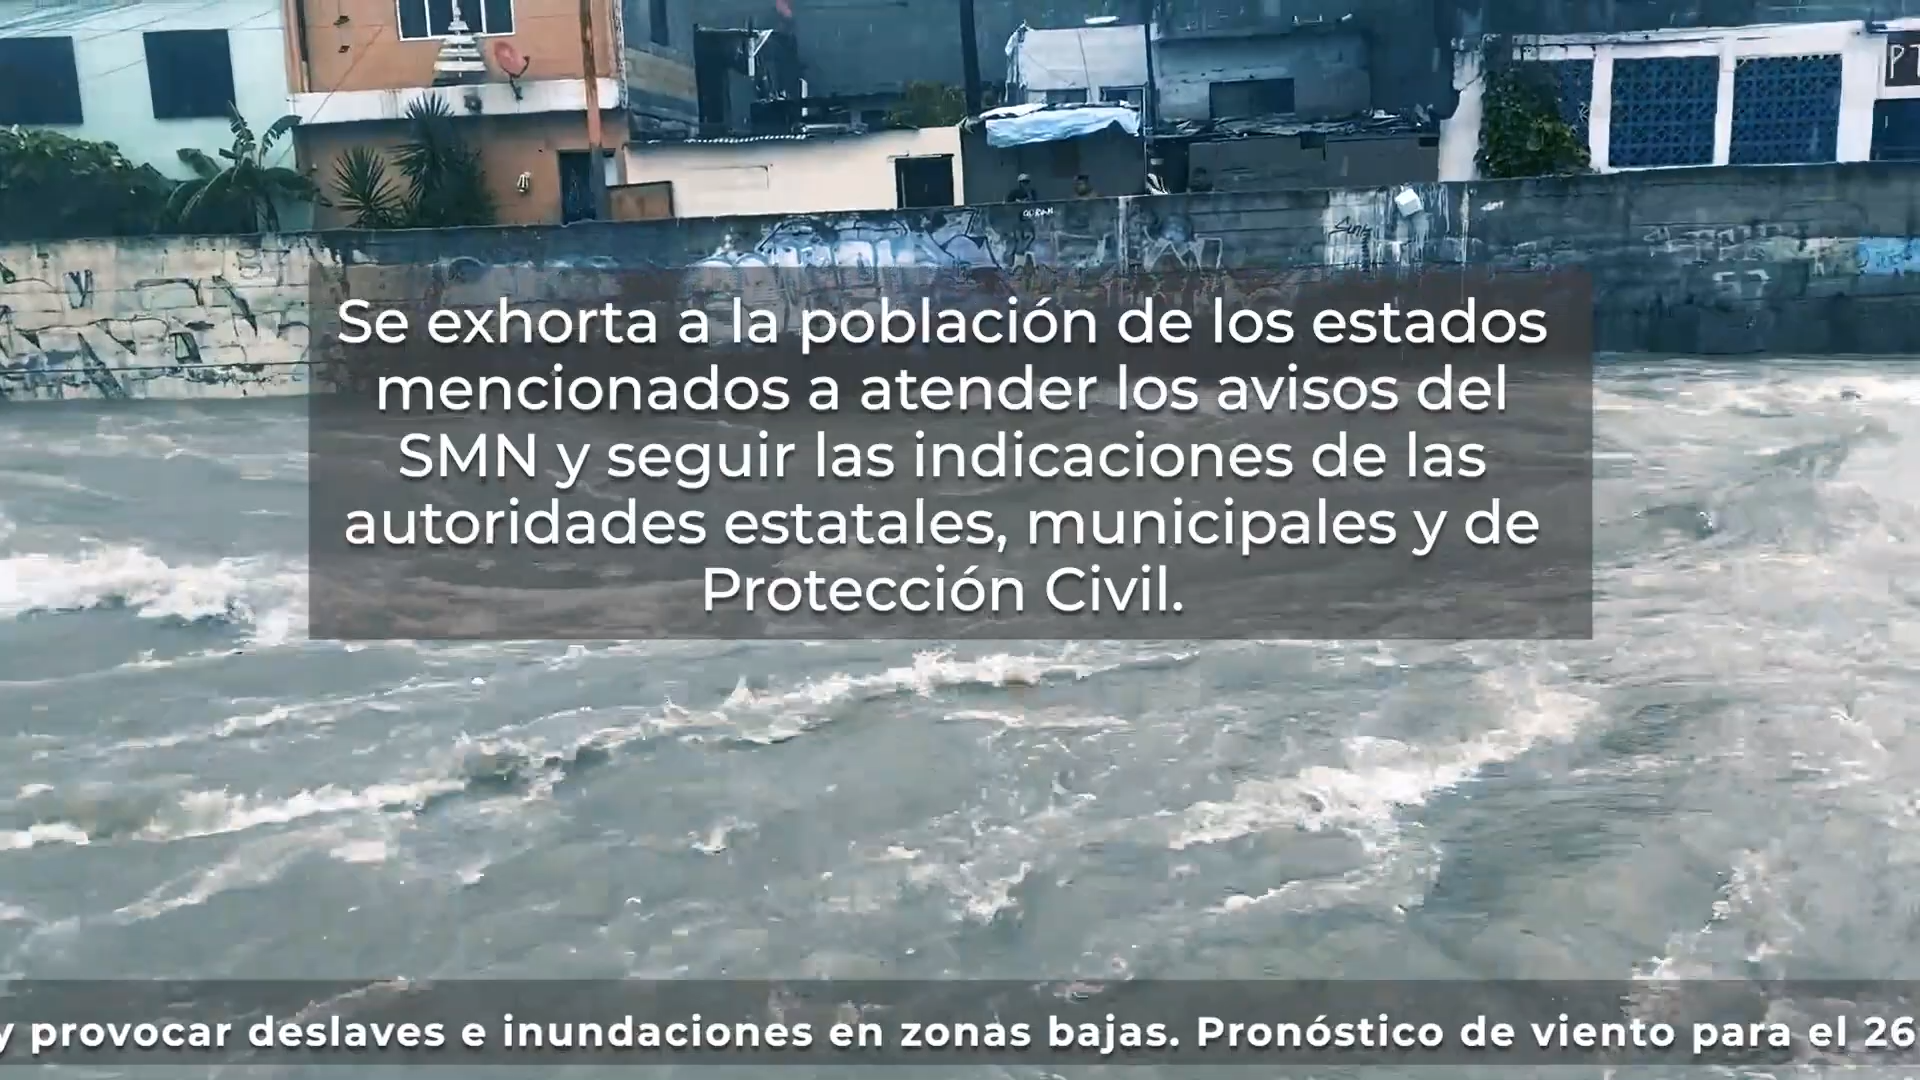 PT
Se exhorta a la población de los estados
mencionados a atender los avisos del
SMN y seguir las indicaciones de las
autoridades estatales, municipales y de
Protección Civil.
y provocar deslaves e inundaciones en zonas bajas. Pronóstico de viento para el 26